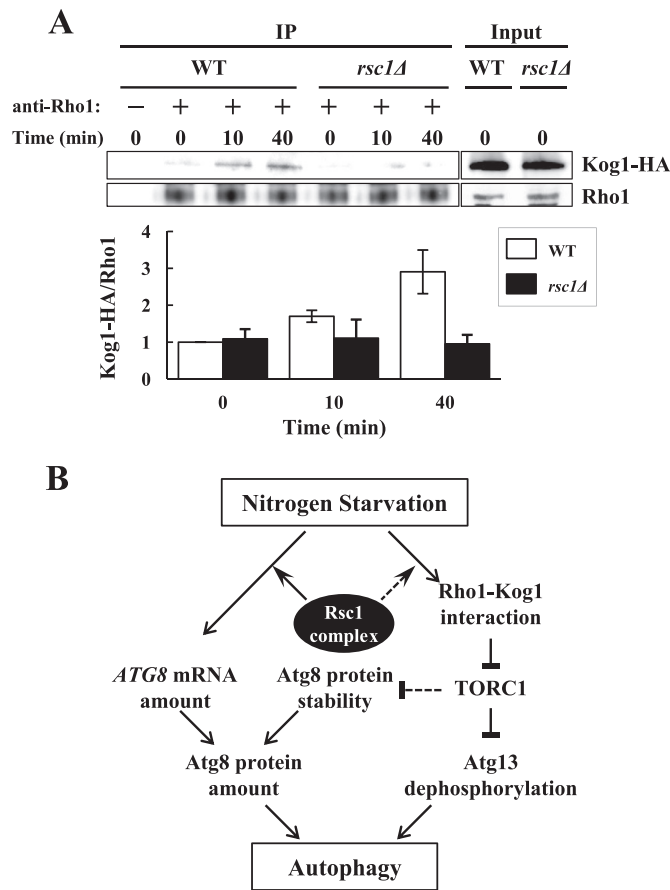 A
IP Input
WT rsc1Δ WT rsc1Δ
anti-Rho1: − + + + + + +
Time (min) 0 0 10 40 0 10 40 0 0
Kog1-HA
Rho1
Kog1-HA/Rho1
4
3
2
1
0
WT
rsc1Δ
0 10 40
Time (min)
B
Nitrogen Starvation
Rho1-Kog1
interaction
Rsc1
complex
ATG8 mRNA
amount
Atg8 protein
stability
TORC1
Atg8 protein
amount
Atg13
dephosphorylation
Autophagy